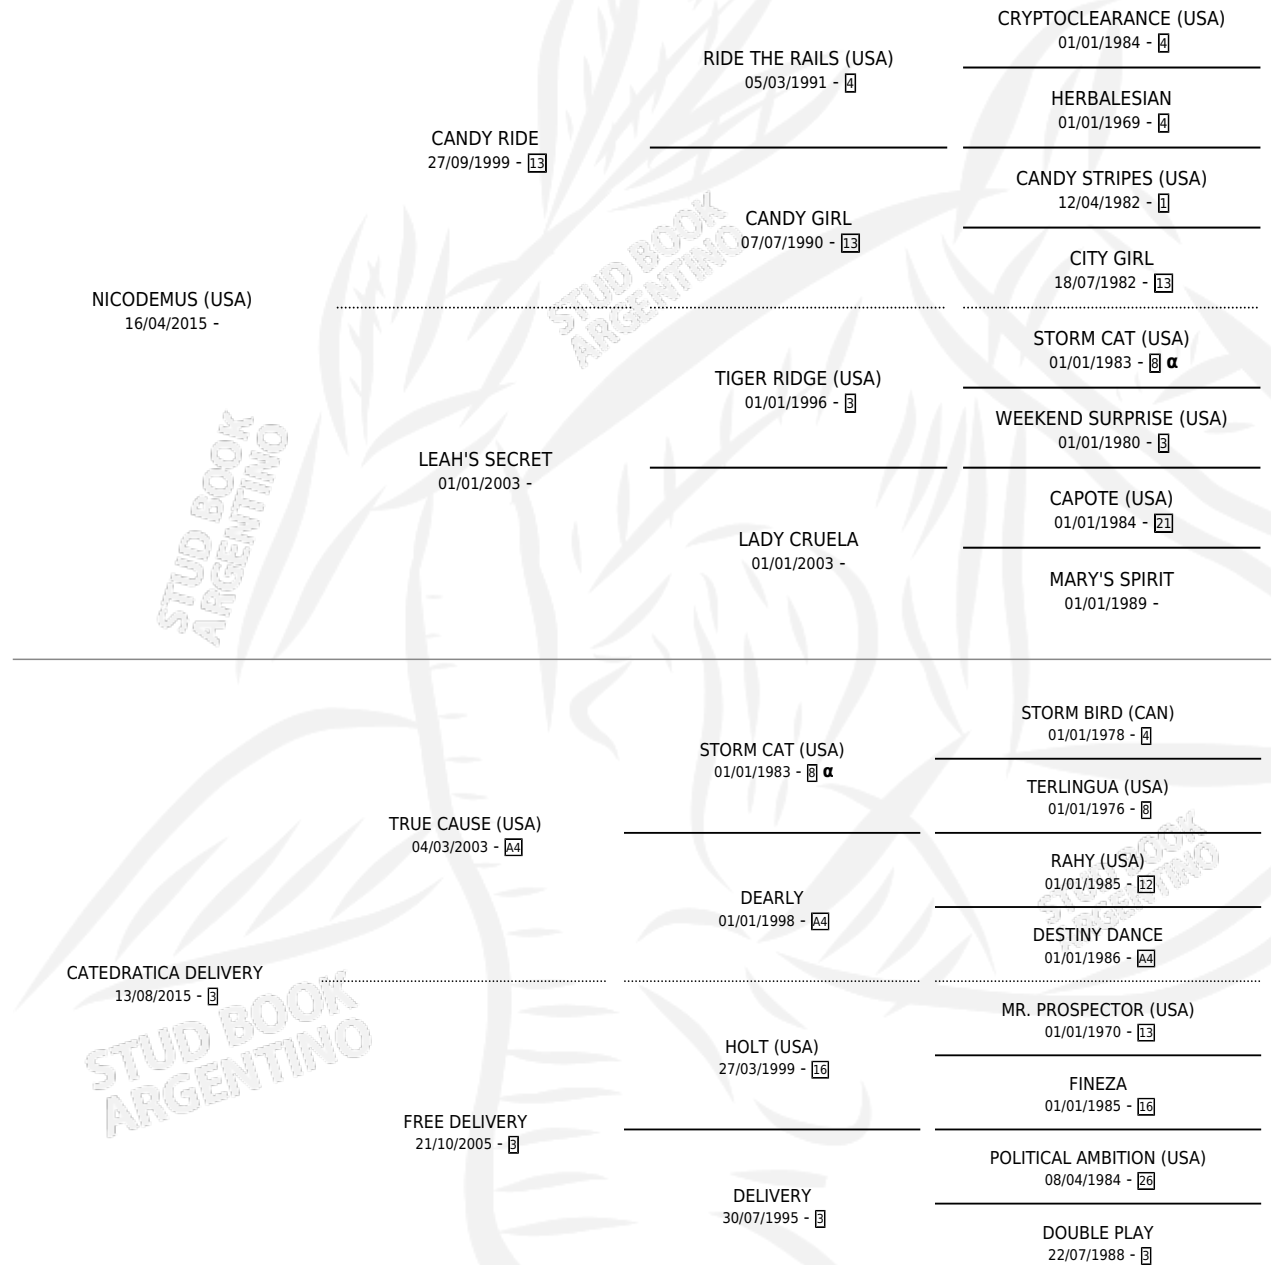 CRYPTOCLEARANCE (USA)
01/01/1984 - 4
RIDE THE RAILS (USA)
05/03/1991 - 4
HERBALESIAN
01/01/1969 - 4
CANDY RIDE
27/09/1999 - 13
CANDY STRIPES (USA)
12/04/1982 - 1
CANDY GIRL
07/07/1990 - 13
CITY GIRL
18/07/1982 - 13
NICODEMUS (USA)
16/04/2015 -
STORM CAT (USA)
01/01/1983 - 8 α
TIGER RIDGE (USA)
01/01/1996 - 3
WEEKEND SURPRISE (USA)
01/01/1980 - 3
LEAH'S SECRET
01/01/2003 -
CAPOTE (USA)
01/01/1984 - 21
LADY CRUELA
01/01/2003 -
MARY'S SPIRIT
01/01/1989 -
STORM BIRD (CAN)
01/01/1978 - 4
STORM CAT (USA)
01/01/1983 - 8 α
TERLINGUA (USA)
01/01/1976 - 8
TRUE CAUSE (USA)
04/03/2003 - A4
RAHY (USA)
01/01/1985 - 12
DEARLY
01/01/1998 - A4
DESTINY DANCE
01/01/1986 - A4
CATEDRATICA DELIVERY
13/08/2015 - 3
MR. PROSPECTOR (USA)
01/01/1970 - 13
HOLT (USA)
27/03/1999 - 16
FINEZA
01/01/1985 - 16
FREE DELIVERY
21/10/2005 - 3
POLITICAL AMBITION (USA)
08/04/1984 - 26
DELIVERY
30/07/1995 - 3
DOUBLE PLAY
22/07/1988 - 3
STUD BOOK
ARGENTINO
STUD BOOK
ARGENTINO
STUD BOOK
ARGENTINO
STUD BOOK
ARGENTINO